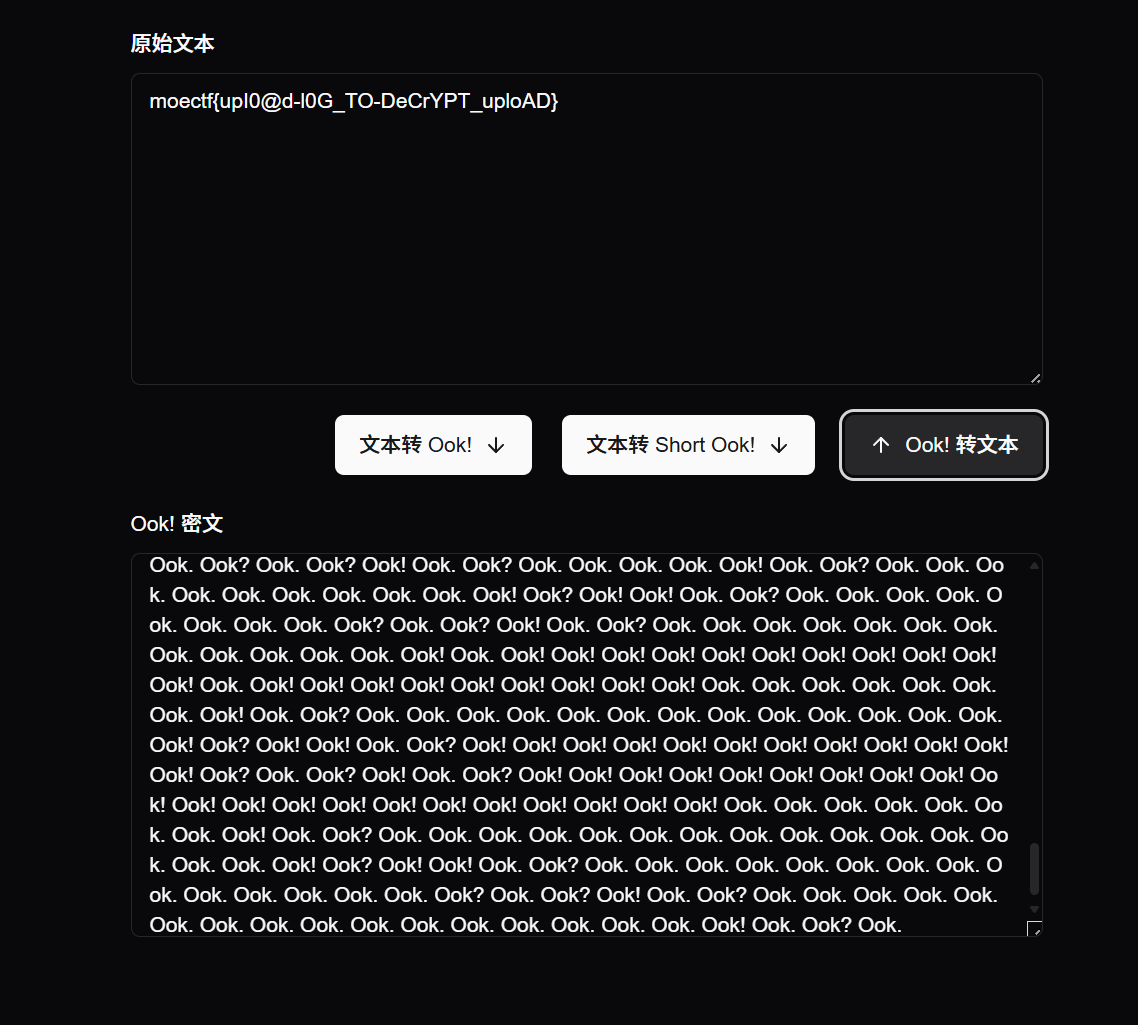 原始文本
moectf{upI0@d-l0G_TO-DeCrYPT_uploAD}
文本转 Ook! ↓
文本转 Short Ook! ↓
↑ Ook! 转文本
Ook! 密文
Ook. Ook? Ook. Ook? Ook! Ook. Ook? Ook. Ook. Ook. Ook. Ook! Ook. Ook? Ook. Ook. Oo
k. Ook. Ook. Ook. Ook. Ook. Ook. Ook! Ook? Ook! Ook! Ook. Ook? Ook. Ook. Ook. Ook. O
ok. Ook. Ook. Ook. Ook? Ook. Ook? Ook! Ook. Ook? Ook. Ook. Ook. Ook. Ook. Ook. Ook.
Ook. Ook. Ook. Ook. Ook. Ook! Ook. Ook! Ook! Ook! Ook! Ook! Ook! Ook! Ook! Ook! Ook!
Ook! Ook. Ook! Ook! Ook! Ook! Ook! Ook! Ook! Ook! Ook! Ook. Ook. Ook. Ook. Ook. Ook.
Ook. Ook! Ook. Ook? Ook. Ook. Ook. Ook. Ook. Ook. Ook. Ook. Ook. Ook. Ook. Ook. Ook.
Ook! Ook? Ook! Ook! Ook. Ook? Ook! Ook! Ook! Ook! Ook! Ook! Ook! Ook! Ook! Ook! Ook!
Ook! Ook? Ook. Ook? Ook! Ook. Ook? Ook! Ook! Ook! Ook! Ook! Ook! Ook! Ook! Ook! Oo
k! Ook! Ook! Ook! Ook! Ook! Ook! Ook! Ook! Ook! Ook! Ook! Ook. Ook. Ook. Ook. Ook. Oo
k. Ook. Ook! Ook. Ook? Ook. Ook. Ook. Ook. Ook. Ook. Ook. Ook. Ook. Ook. Ook. Ook. Oo
k. Ook. Ook. Ook! Ook? Ook! Ook! Ook. Ook? Ook. Ook. Ook. Ook. Ook. Ook. Ook. Ook. O
ok. Ook. Ook. Ook. Ook. Ook. Ook? Ook. Ook? Ook! Ook. Ook? Ook. Ook. Ook. Ook. Ook.
Ook. Ook. Ook. Ook. Ook. Ook. Ook. Ook. Ook. Ook. Ook. Ook! Ook. Ook? Ook.